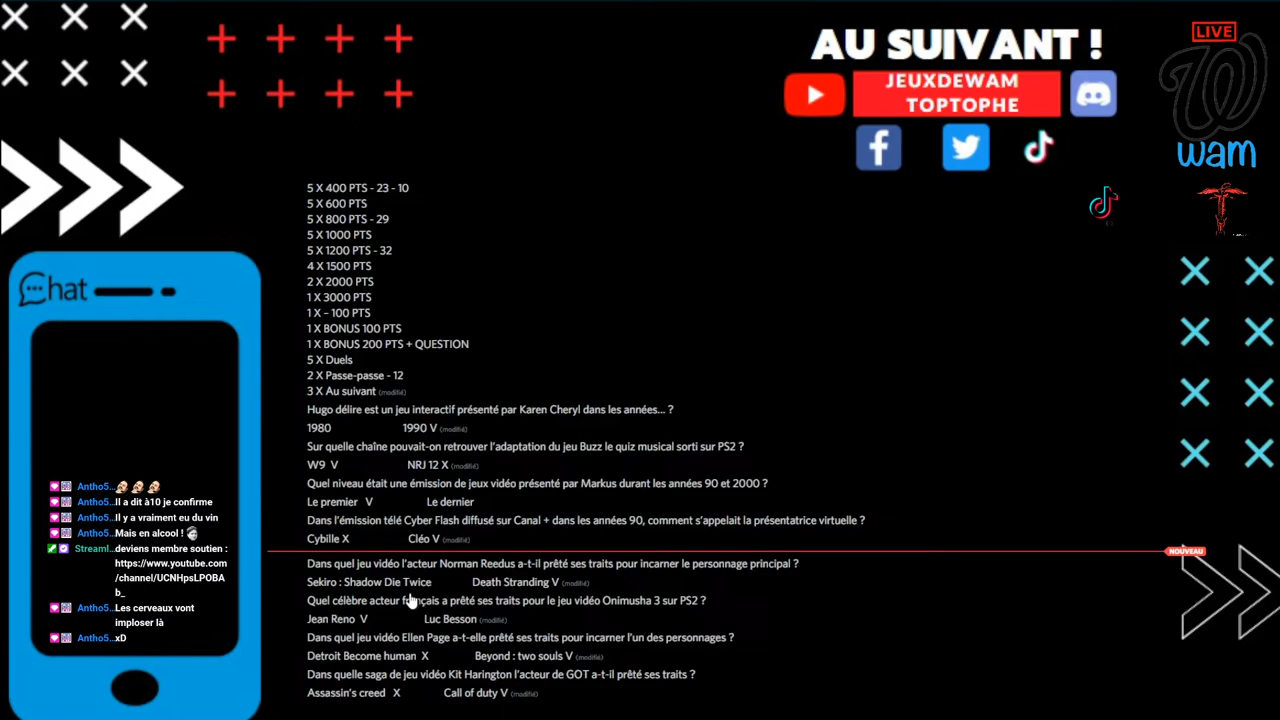 AU SUIVANT !
LIVE
JEUXDEWAM
TOPTOPHE
W
wam
5 X 400 PTS - 23 - 10
5 X 600 PTS
5 X 800 PTS - 29
5 X 1000 PTS
5 X 1200 PTS - 32
4 X 1500 PTS
2 X 2000 PTS
1 X 3000 PTS
1 X – 100 PTS
1 X BONUS 100 PTS
1 X BONUS 200 PTS + QUESTION
5 X Duels
2 X Passe-passe - 12
3 X Au suivant (modifié)
Hugo délire est un jeu interactif présenté par Karen Cheryl dans les années... ?
1980 1990 V (modifié)
Sur quelle chaîne pouvait-on retrouver l'adaptation du jeu Buzz le quiz musical sorti sur PS2 ?
W9 V NRJ 12 X (modifié)
Quel niveau était une émission de jeux vidéo présenté par Markus durant les années 90 et 2000 ?
Le premier V Le dernier
Dans l'émission télé Cyber Flash diffusé sur Canal + dans les années 90, comment s'appelait la présentatrice virtuelle ?
Cybille X Cléo V (modifié)
NOUVEAU
Dans quel jeu vidéo l'acteur Norman Reedus a-t-il prêté ses traits pour incarner le personnage principal ?
Sekiro : Shadow Die Twice Death Stranding V (modifié)
Quel célèbre acteur français a prêté ses traits pour le jeu vidéo Onimusha 3 sur PS2 ?
Jean Reno V Luc Besson (modifié)
Dans quel jeu vidéo Ellen Page a-t-elle prêté ses traits pour incarner l'un des personnages ?
Detroit Become human X Beyond : two souls V (modifié)
Dans quelle saga de jeu vidéo Kit Harington l'acteur de GOT a-t-il prêté ses traits ?
Assassin's creed X Call of duty V (modifié)
Chat
Antho5...
Antho5... Il a dit à10 je confirme
Antho5... Il y a vraiment eu du vin
Antho5... Mais en alcool !
Streaml... deviens membre soutien :
https://www.youtube.com
/channel/UCNHpsLPOBA
b_
Antho5... Les cerveaux vont
imploser là
Antho5... xD